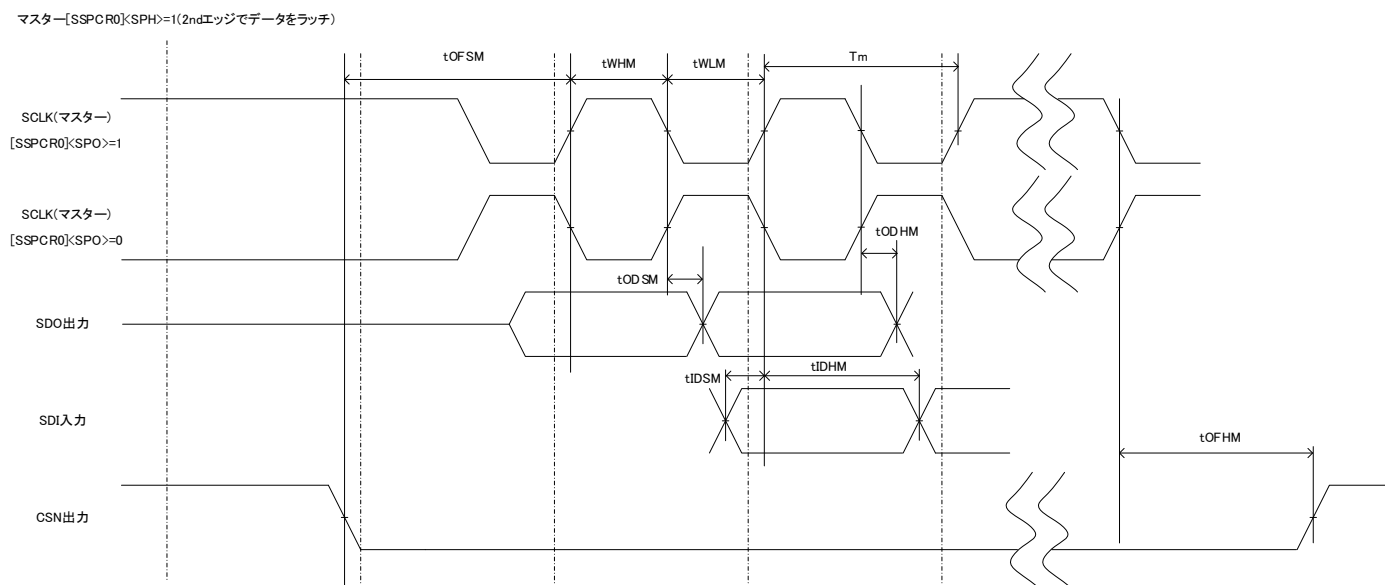 マスター[SSPCR0]<SPH>=1(2ndエッジでデータをラッチ)
tOFSM
tWHM
tWLM
Tm
SCLK(マスター)
[SSPCR0]<SPO>=1
SCLK(マスター)
[SSPCR0]<SPO>=0
tODHM
tODSM
SDO出力
tIDSM
tIDHM
SDI入力
tOFHM
CSN出力